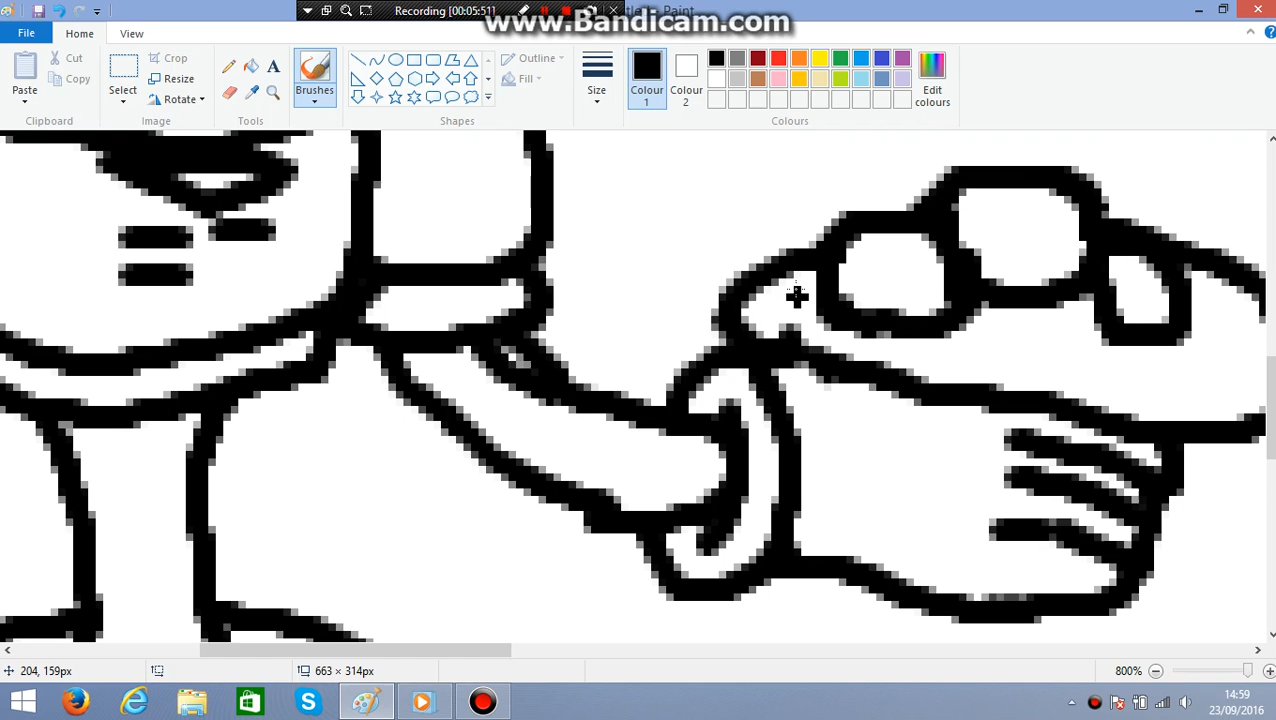 Recording [00:05:51]
- Paint
www.Bandicam.com
File
Home
View
Paste
Cut
Copy
Clipboard
Select
Crop
Resize
Rotate
Image
A
Tools
Brushes
Outline
Fill
Shapes
Size
Colour
1
Colour
2
Edit
colours
Colours
204, 159px
663 × 314px
800%
14:59
23/09/2016